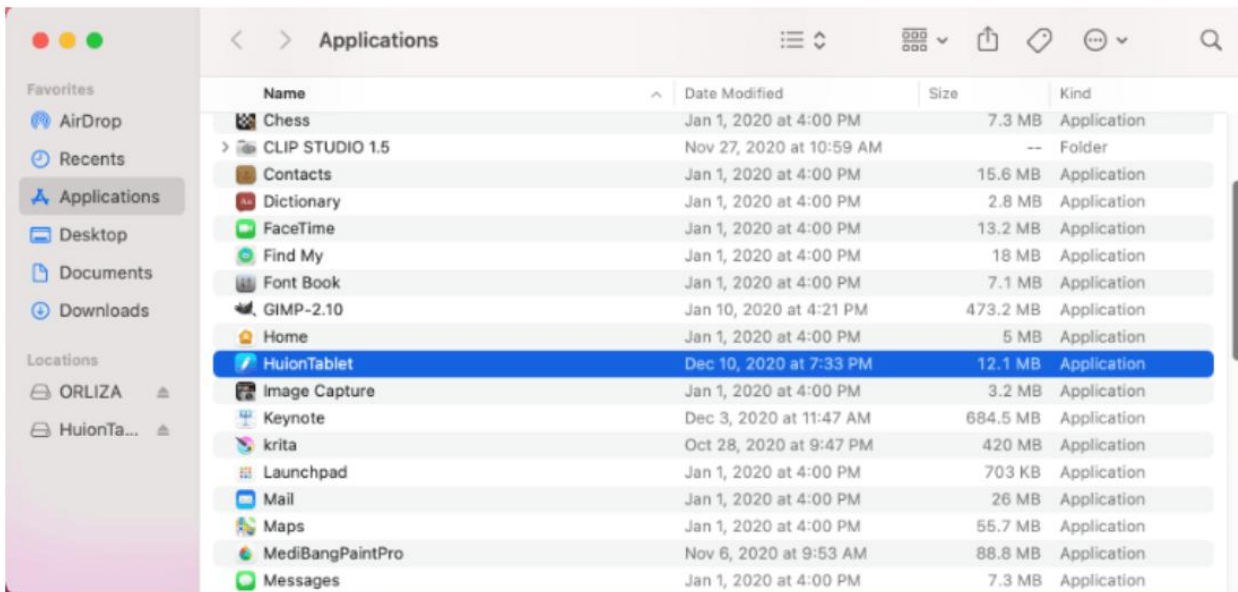 Applications
Favorites
AirDrop
Recents
Applications
Desktop
Documents
Downloads
Locations
ORLIZA
HuionTa...
Name Date Modified Size Kind
Chess Jan 1, 2020 at 4:00 PM 7.3 MB Application
CLIP STUDIO 1.5 Nov 27, 2020 at 10:59 AM -- Folder
Contacts Jan 1, 2020 at 4:00 PM 15.6 MB Application
Dictionary Jan 1, 2020 at 4:00 PM 2.8 MB Application
FaceTime Jan 1, 2020 at 4:00 PM 13.2 MB Application
Find My Jan 1, 2020 at 4:00 PM 18 MB Application
Font Book Jan 1, 2020 at 4:00 PM 7.1 MB Application
GIMP-2.10 Jan 10, 2020 at 4:21 PM 473.2 MB Application
Home Jan 1, 2020 at 4:00 PM 5 MB Application
HuionTablet Dec 10, 2020 at 7:33 PM 12.1 MB Application
Image Capture Jan 1, 2020 at 4:00 PM 3.2 MB Application
Keynote Dec 3, 2020 at 11:47 AM 684.5 MB Application
krita Oct 28, 2020 at 9:47 PM 420 MB Application
Launchpad Jan 1, 2020 at 4:00 PM 703 KB Application
Mail Jan 1, 2020 at 4:00 PM 26 MB Application
Maps Jan 1, 2020 at 4:00 PM 55.7 MB Application
MediBangPaintPro Nov 6, 2020 at 9:53 AM 88.8 MB Application
Messages Jan 1, 2020 at 4:00 PM 7.3 MB Application